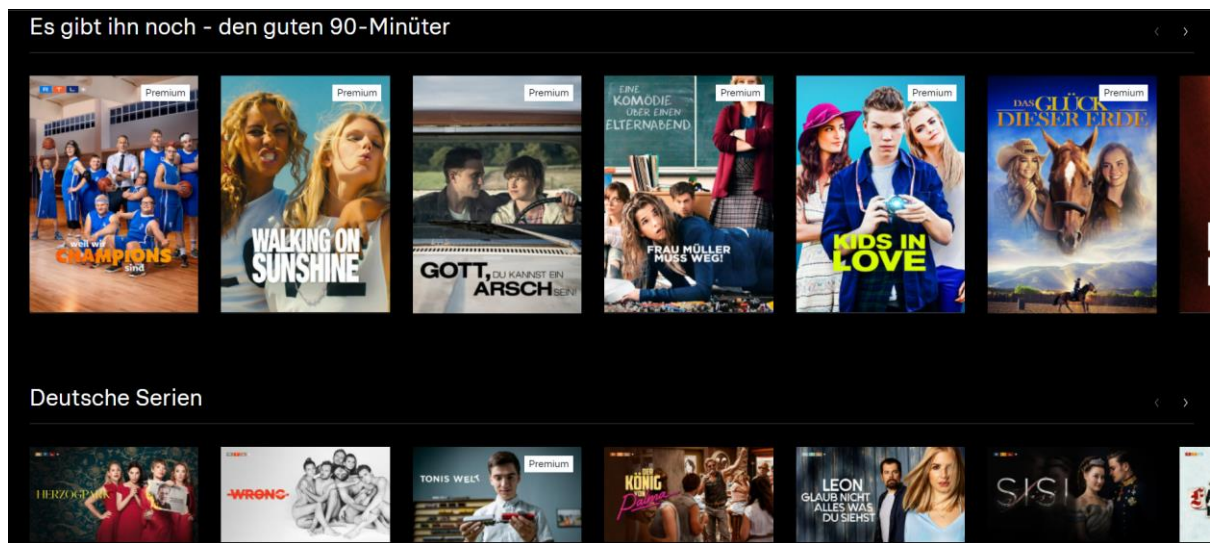 Es gibt ihn noch - den guten 90-Minüter
RTL+
Premium
weil wir
CHAMPIONS
sind
Premium
WALKING ON
SUNSHINE
Premium
GOTT, DU KANNST EIN
ARSCH SEIN!
EINE
KOMÖDIE
ÜBER EINEN
ELTERNABEND
Premium
FRAU MÜLLER
MUSS WEG!
Premium
KIDS IN
LOVE
Premium
DAS GLÜCK
DIESER ERDE
Deutsche Serien
HERZOGPARK
WRONG
TONIS WELT
Premium
DER
KÖNIG
VON
Palma
LEON
GLAUB NICHT
ALLES WAS
DU SIEHST
SISI